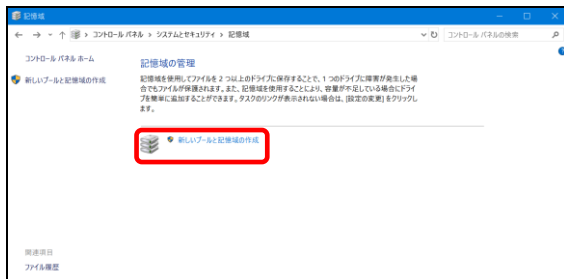 記憶域
コントロール パネル > システムとセキュリティ > 記憶域
コントロール パネルの検索
コントロール パネル ホーム
新しいプールと記憶域の作成
記憶域の管理
記憶域を使用してファイルを 2 つ以上のドライブに保存することで、1 つのドライブに障害が発生した場
合でもファイルが保護されます。また、記憶域を使用することにより、容量が不足している場合にドライ
ブを簡単に追加することができます。タスクのリンクが表示されない場合は、[設定の変更] をクリックし
ます。
新しいプールと記憶域の作成
関連項目
ファイル履歴